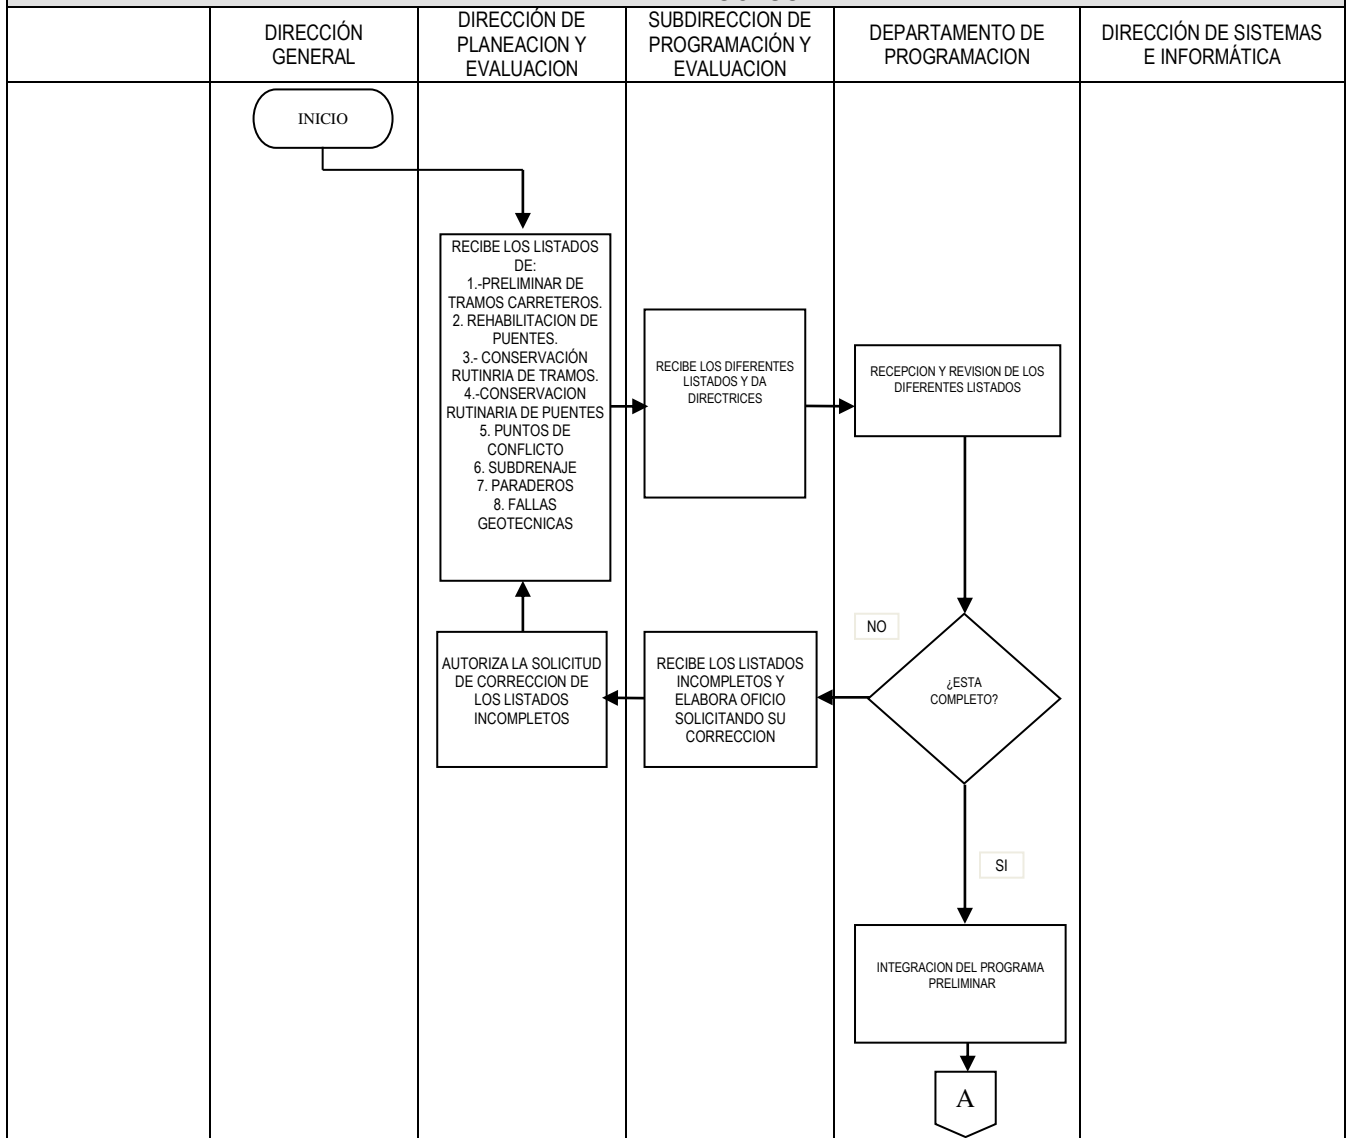 DIRECCIÓN
GENERAL
DIRECCIÓN DE
PLANEACION Y
EVALUACION
SUBDIRECCION DE
PROGRAMACIÓN Y
EVALUACION
DEPARTAMENTO DE
PROGRAMACION
DIRECCIÓN DE SISTEMAS
E INFORMÁTICA
INICIO
RECIBE LOS LISTADOS
DE:
1.-PRELIMINAR DE
TRAMOS CARRETEROS.
2. REHABILITACION DE
PUENTES.
3.- CONSERVACIÓN
RUTINRIA DE TRAMOS.
4.-CONSERVACION
RUTINARIA DE PUENTES
5. PUNTOS DE
CONFLICTO
6. SUBDRENAJE
7. PARADEROS
8. FALLAS
GEOTECNICAS
RECIBE LOS DIFERENTES
LISTADOS Y DA
DIRECTRICES
RECEPCION Y REVISION DE LOS
DIFERENTES LISTADOS
NO
¿ESTA
COMPLETO?
RECIBE LOS LISTADOS
INCOMPLETOS Y
ELABORA OFICIO
SOLICITANDO SU
CORRECCION
AUTORIZA LA SOLICITUD
DE CORRECCION DE
LOS LISTADOS
INCOMPLETOS
SI
INTEGRACION DEL PROGRAMA
PRELIMINAR
A